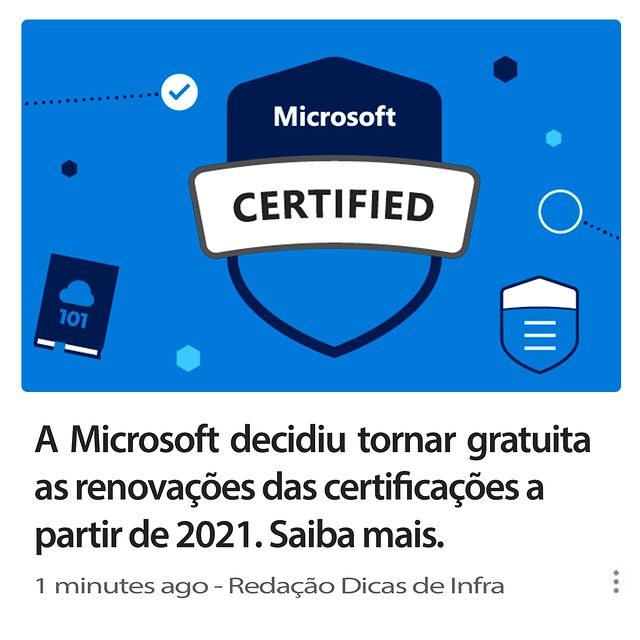 Microsoft
CERTIFIED
101
A Microsoft decidiu tornar gratuita
as renovações das certificações a
partir de 2021. Saiba mais.
1 minutes ago - Redação Dicas de Infra